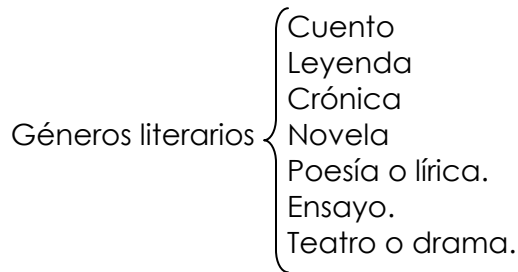 Géneros literarios
Cuento
Leyenda
Crónica
Novela
Poesía o lírica.
Ensayo.
Teatro o drama.